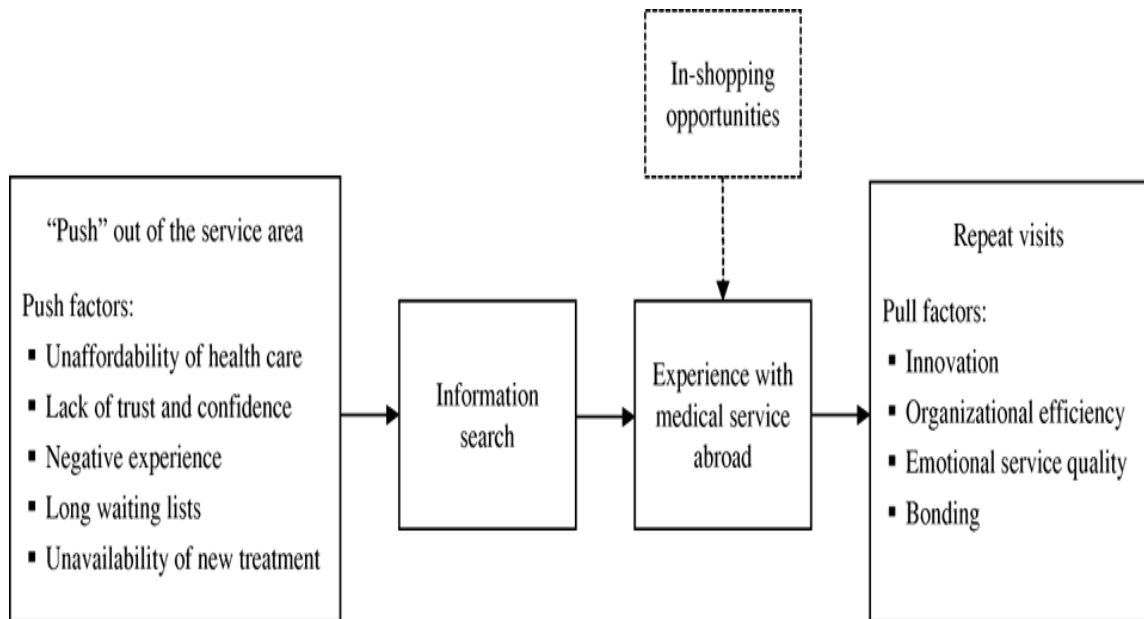 In-shopping
opportunities
“Push” out of the service area
Push factors:
▪ Unaffordability of health care
▪ Lack of trust and confidence
▪ Negative experience
▪ Long waiting lists
▪ Unavailability of new treatment
Information
search
Experience with
medical service
abroad
Repeat visits
Pull factors:
▪ Innovation
▪ Organizational efficiency
▪ Emotional service quality
▪ Bonding